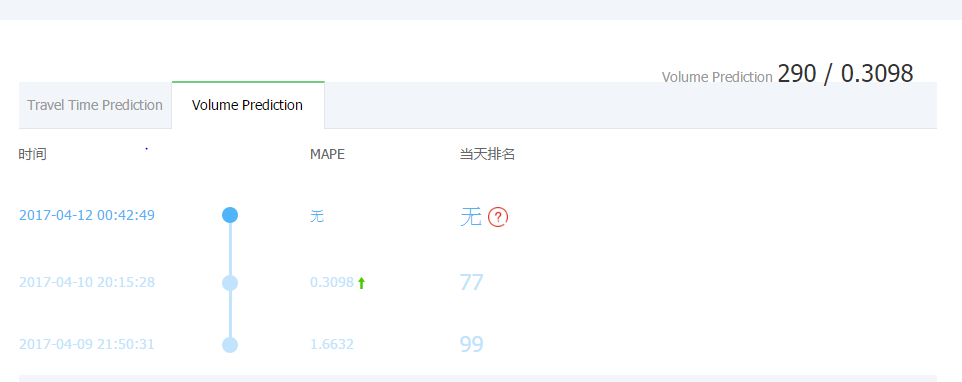 Volume Prediction 290 / 0.3098
Travel Time Prediction Volume Prediction
时间 MAPE 当天排名
2017-04-12 00:42:49 无 无 ?
2017-04-10 20:15:28 0.3098 77
2017-04-09 21:50:31 1.6632 99